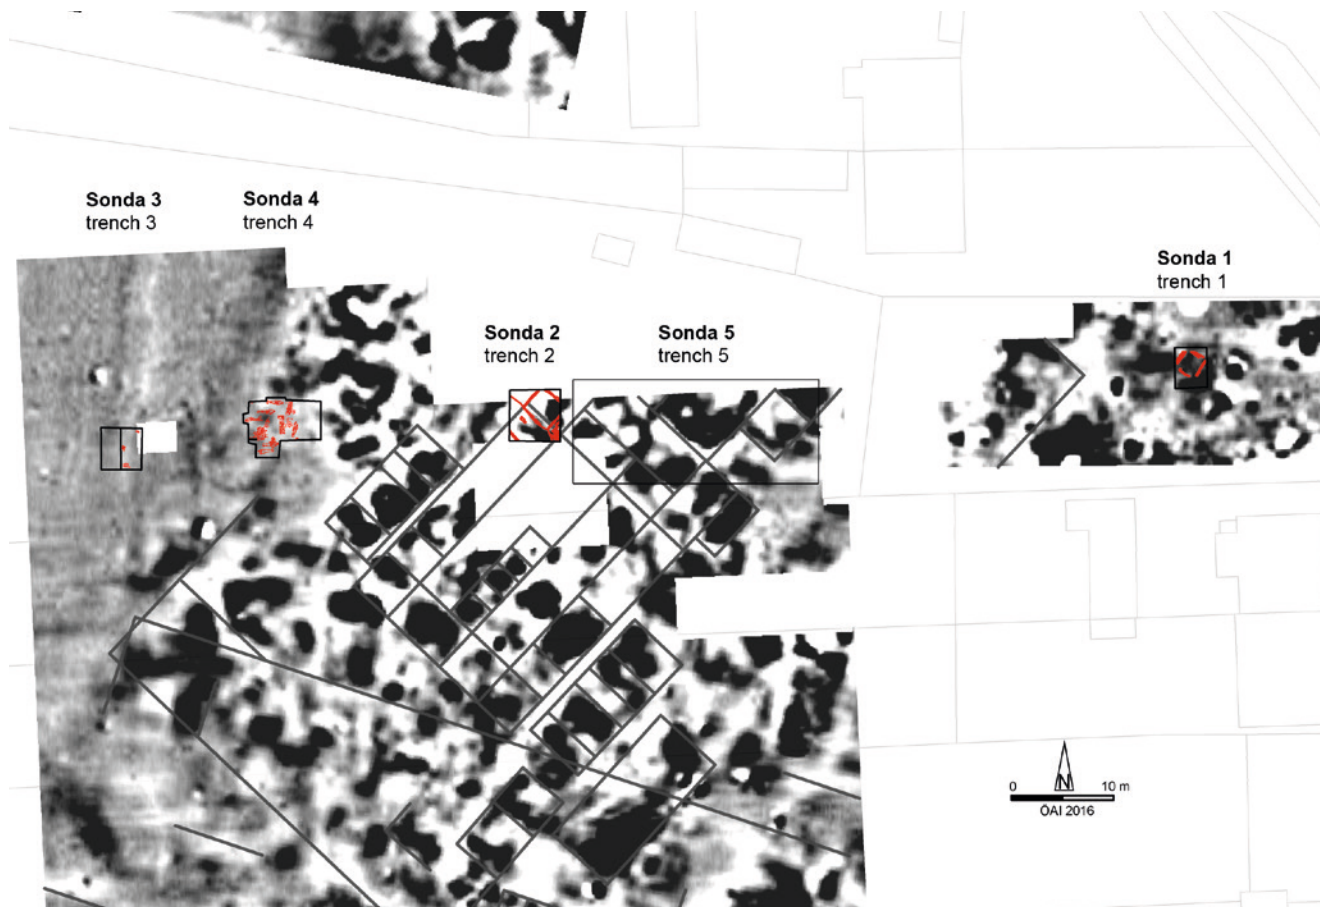 Sonda 3
trench 3
Sonda 4
trench 4
Sonda 1
trench 1
Sonda 2
trench 2
Sonda 5
trench 5
N
0 10 m
ÖAI 2016